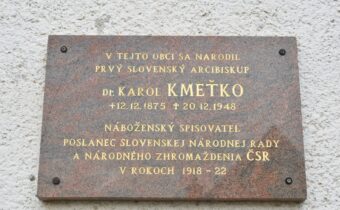 V TEJTO OBCI SA NARODIL
PRVÝ SLOVENSKÝ ARCIBISKUP
Dr. KAROL KMEŤKO
+12.12.1875 ✝ 20.12.1948
NÁBOŽENSKÝ SPISOVATEĽ
POSLANEC SLOVENSKEJ NÁRODNEJ RADY
A NÁRODNÉHO ZHROMAŽDENIA ČSR
V ROKOCH 1918 - 22